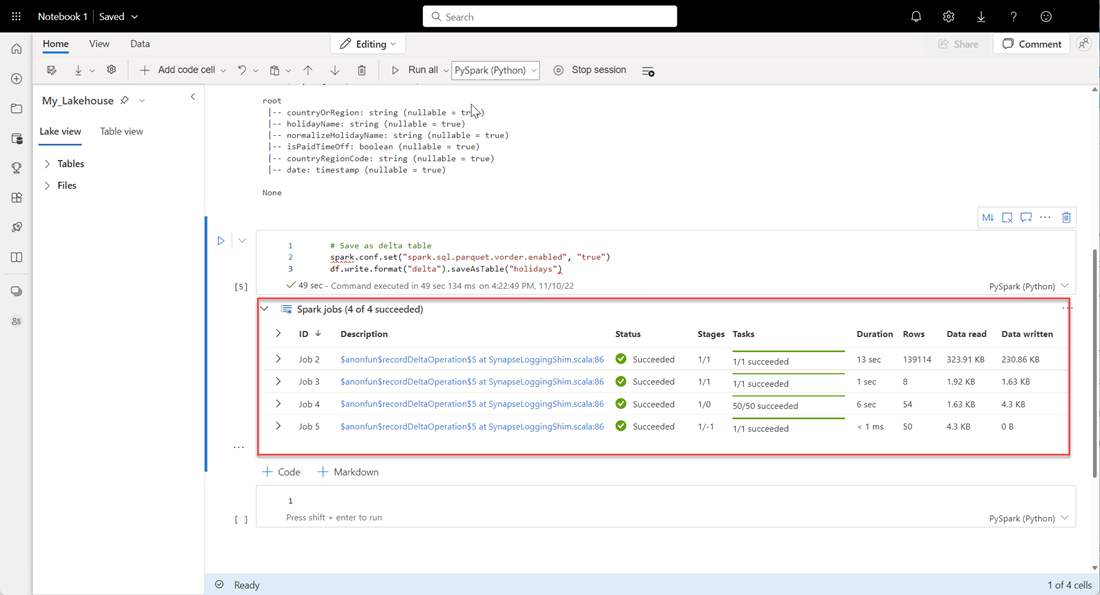 Notebook 1 | Saved
Search
Home View Data Editing Share Comment
Add code cell Run all PySpark (Python) Stop session
My_Lakehouse
Lake view Table view
Tables
Files
root
|-- countryOrRegion: string (nullable = true)
|-- holidayName: string (nullable = true)
|-- normalizeHolidayName: string (nullable = true)
|-- isPaidTimeOff: boolean (nullable = true)
|-- countryRegionCode: string (nullable = true)
|-- date: timestamp (nullable = true)
None
M↓ ...
1 # Save as delta table
2 spark.conf.set("spark.sql.parquet.vorder.enabled", "true")
3 df.write.format("delta").saveAsTable("holidays")
[5] 49 sec - Command executed in 49 sec 134 ms on 4:22:49 PM, 11/10/22 PySpark (Python)
Spark jobs (4 of 4 succeeded) ...
ID ↓ Description Status Stages Tasks Duration Rows Data read Data written
Job 2 $anonfun$recordDeltaOperation$5 at SynapseLoggingShim.scala:86 Succeeded 1/1 1/1 succeeded 13 sec 139114 323.91 KB 230.86 KB
Job 3 $anonfun$recordDeltaOperation$5 at SynapseLoggingShim.scala:86 Succeeded 1/1 1/1 succeeded 1 sec 8 1.92 KB 1.63 KB
Job 4 $anonfun$recordDeltaOperation$5 at SynapseLoggingShim.scala:86 Succeeded 1/0 50/50 succeeded 6 sec 54 1.63 KB 4.3 KB
Job 5 $anonfun$recordDeltaOperation$5 at SynapseLoggingShim.scala:86 Succeeded 1/-1 1/1 succeeded < 1 ms 50 4.3 KB 0 B
...
+ Code + Markdown
1
[ ] Press shift + enter to run PySpark (Python)
Ready 1 of 4 cells